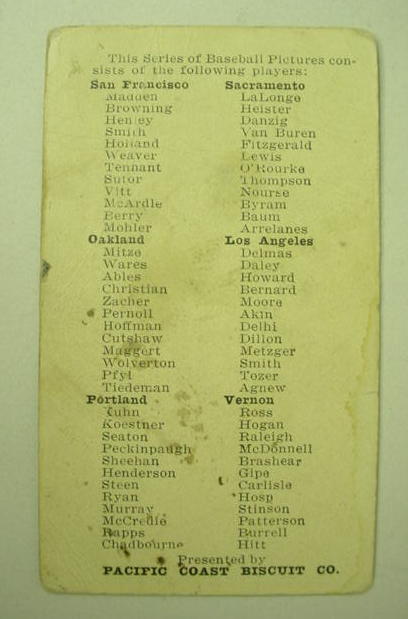 This Series of Baseball Pictures con-
sists of the following players:
San Francisco Sacramento
Madden LaLonge
Browning Heister
Henley Danzig
Smith Van Buren
Holland Fitzgerald
Weaver Lewis
Tennant O'Rourke
Sutor Thompson
Vitt Nourse
McArdle Byram
Berry Baum
Mohler Arrelanes
Oakland Los Angeles
Mitze Delmas
Wares Daley
Ables Howard
Christian Bernard
Zacher Moore
Pernoll Akin
Hoffman Delhi
Cutshaw Dillon
Maggert Metzger
Wolverton Smith
Pfyl Tozer
Tiedeman Agnew
Portland Vernon
Kuhn Ross
Koestner Hogan
Seaton Raleigh
Peckinpaugh McDonnell
Sheehan Brashear
Henderson Gipe
Steen Carlisle
Ryan Hosp
Murray Stinson
McCredie Patterson
Rapps Burrell
Chadbourne Hitt
Presented by
PACIFIC COAST BISCUIT CO.